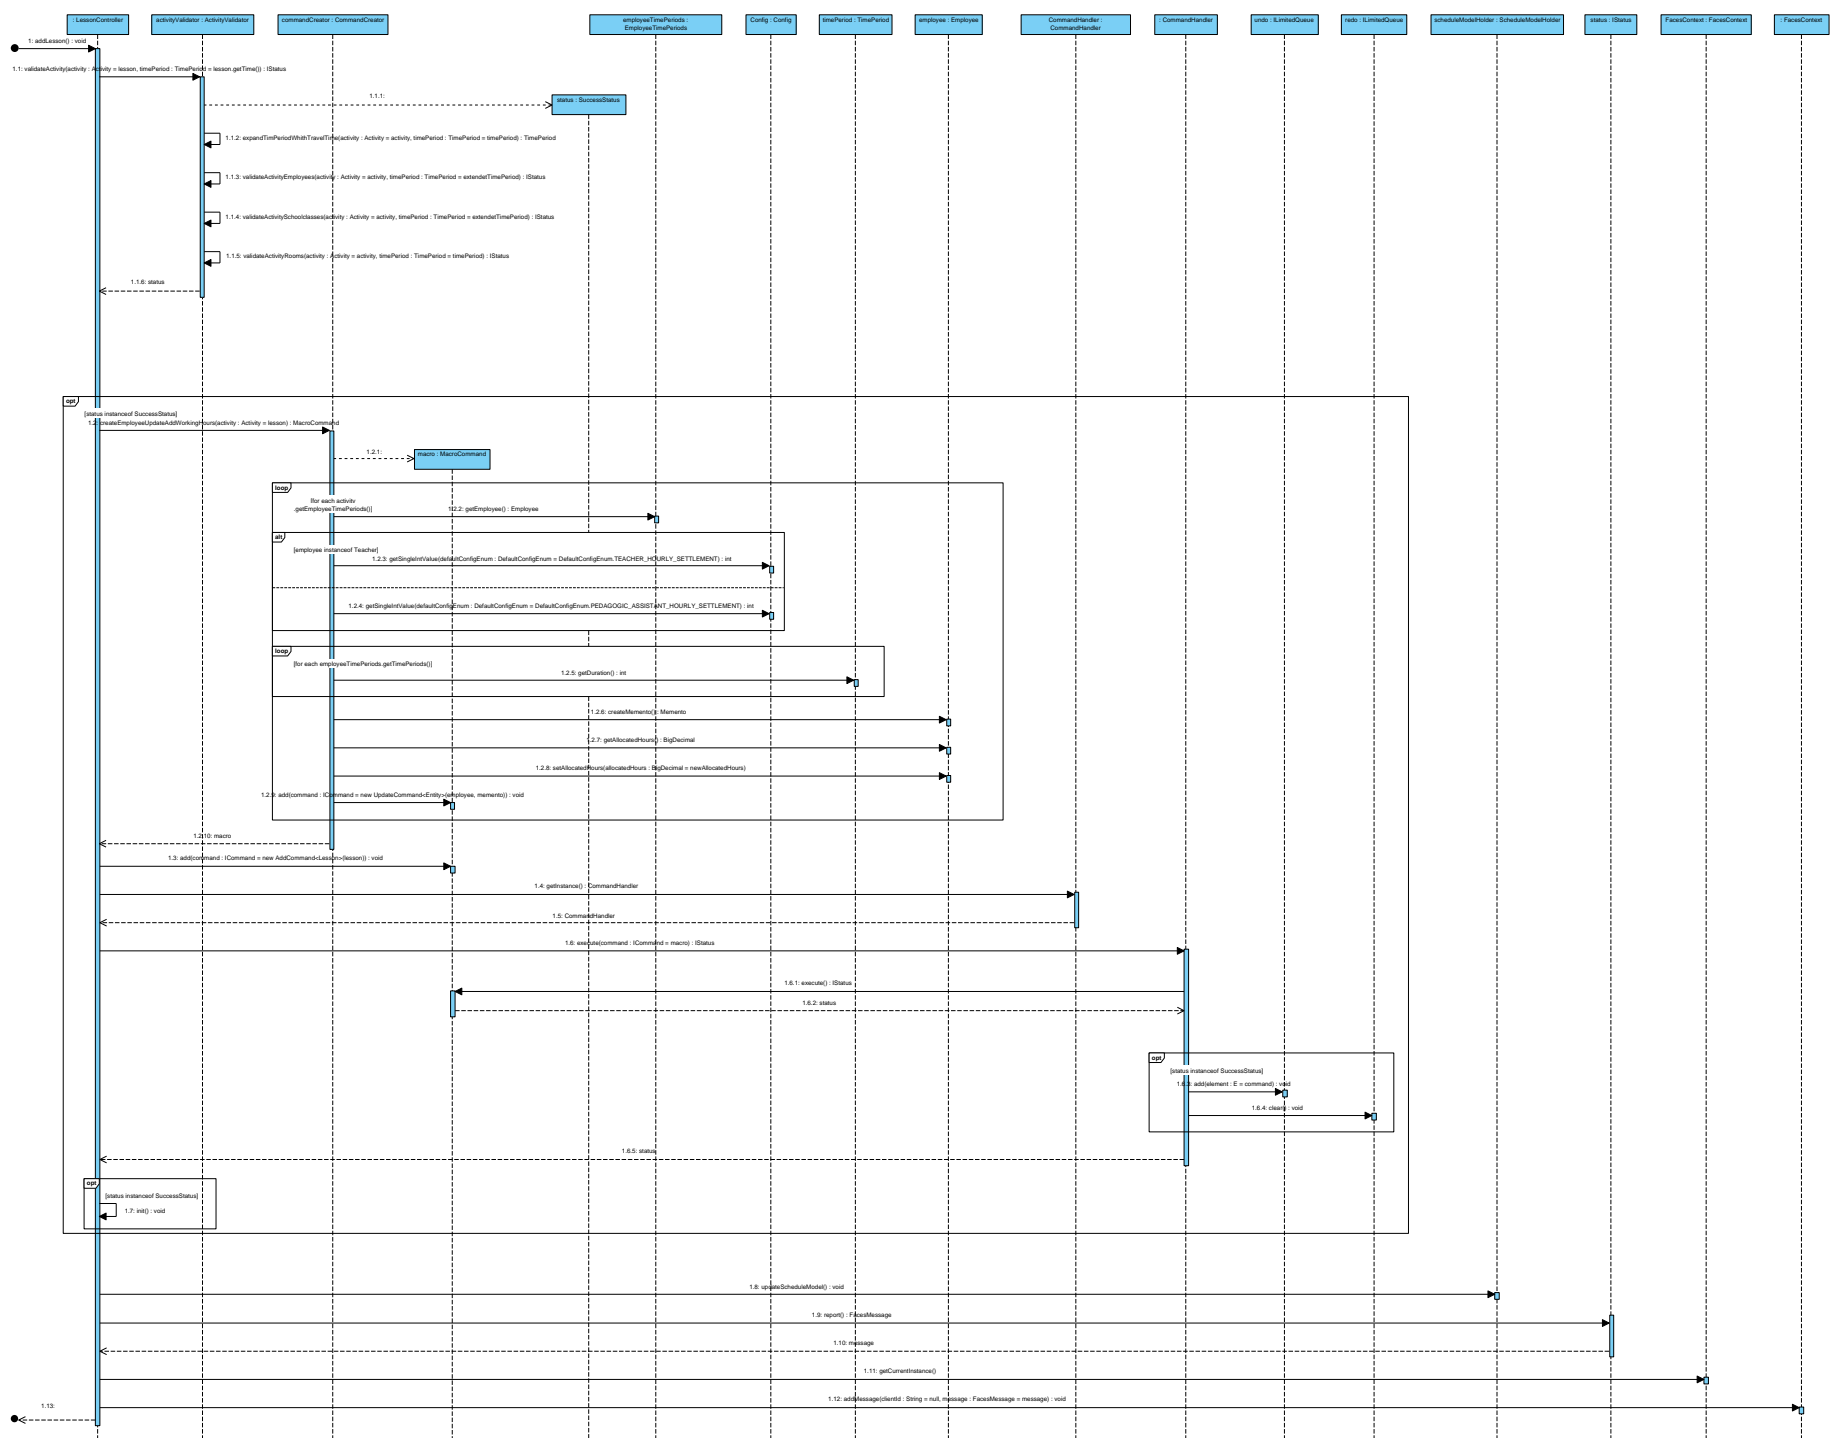 : LessonController
activityValidator : ActivityValidator
commandCreator : CommandCreator
employeeTimePeriods :
EmployeeTimePeriods
Config : Config
timePeriod : TimePeriod
employee : Employee
CommandHandler :
CommandHandler
: CommandHandler
undo : ILimitedQueue
redo : ILimitedQueue
scheduleModelHolder : ScheduleModelHolder
status : IStatus
FacesContext : FacesContext
: FacesContext
1: addLesson() : void
1.1: validateActivity(activity : Activity = lesson, timePeriod : TimePeriod = lesson.getTime()) : IStatus
1.1.1:
status : SuccessStatus
1.1.2: expandTimPeriodWhithTravelTime(activity : Activity = activity, timePeriod : TimePeriod = timePeriod) : TimePeriod
1.1.3: validateActivityEmployees(activity : Activity = activity, timePeriod : TimePeriod = extendetTimePeriod) : IStatus
1.1.4: validateActivitySchoolclasses(activity : Activity = activity, timePeriod : TimePeriod = extendetTimePeriod) : IStatus
1.1.5: validateActivityRooms(activity : Activity = activity, timePeriod : TimePeriod = timePeriod) : IStatus
1.1.6: status
opt
[status instanceof SuccessStatus]
1.2: createEmployeeUpdateAddWorkingHours(activity : Activity = lesson) : MacroCommand
1.2.1:
macro : MacroCommand
loop
[for each activity
.getEmployeeTimePeriods()]
1.2.2: getEmployee() : Employee
alt
[employee instanceof Teacher]
1.2.3: getSingleIntValue(defaultConfigEnum : DefaultConfigEnum = DefaultConfigEnum.TEACHER_HOURLY_SETTLEMENT) : int
1.2.4: getSingleIntValue(defaultConfigEnum : DefaultConfigEnum = DefaultConfigEnum.PEDAGOGIC_ASSISTANT_HOURLY_SETTLEMENT) : int
loop
[for each employeeTimePeriods.getTimePeriods()]
1.2.5: getDuration() : int
1.2.6: createMemento() : Memento
1.2.7: getAllocatedHours() : BigDecimal
1.2.8: setAllocatedHours(allocatedHours : BigDecimal = newAllocatedHours)
1.2.9: add(command : ICommand = new UpdateCommand<Entity>(employee, memento)) : void
1.2.10: macro
1.3: add(command : ICommand = new AddCommand<Lesson>(lesson)) : void
1.4: getInstance() : CommandHandler
1.5: CommandHandler
1.6: execute(command : ICommand = macro) : IStatus
1.6.1: execute() : IStatus
1.6.2: status
opt
[status instanceof SuccessStatus]
1.6.3: add(element : E = command) : void
1.6.4: clear() : void
1.6.5: status
opt
[status instanceof SuccessStatus]
1.7: init() : void
1.8: updateScheduleModel() : void
1.9: report() : FacesMessage
1.10: message
1.11: getCurrentInstance()
1.12: addMessage(clientId : String = null, message : FacesMessage = message) : void
1.13: